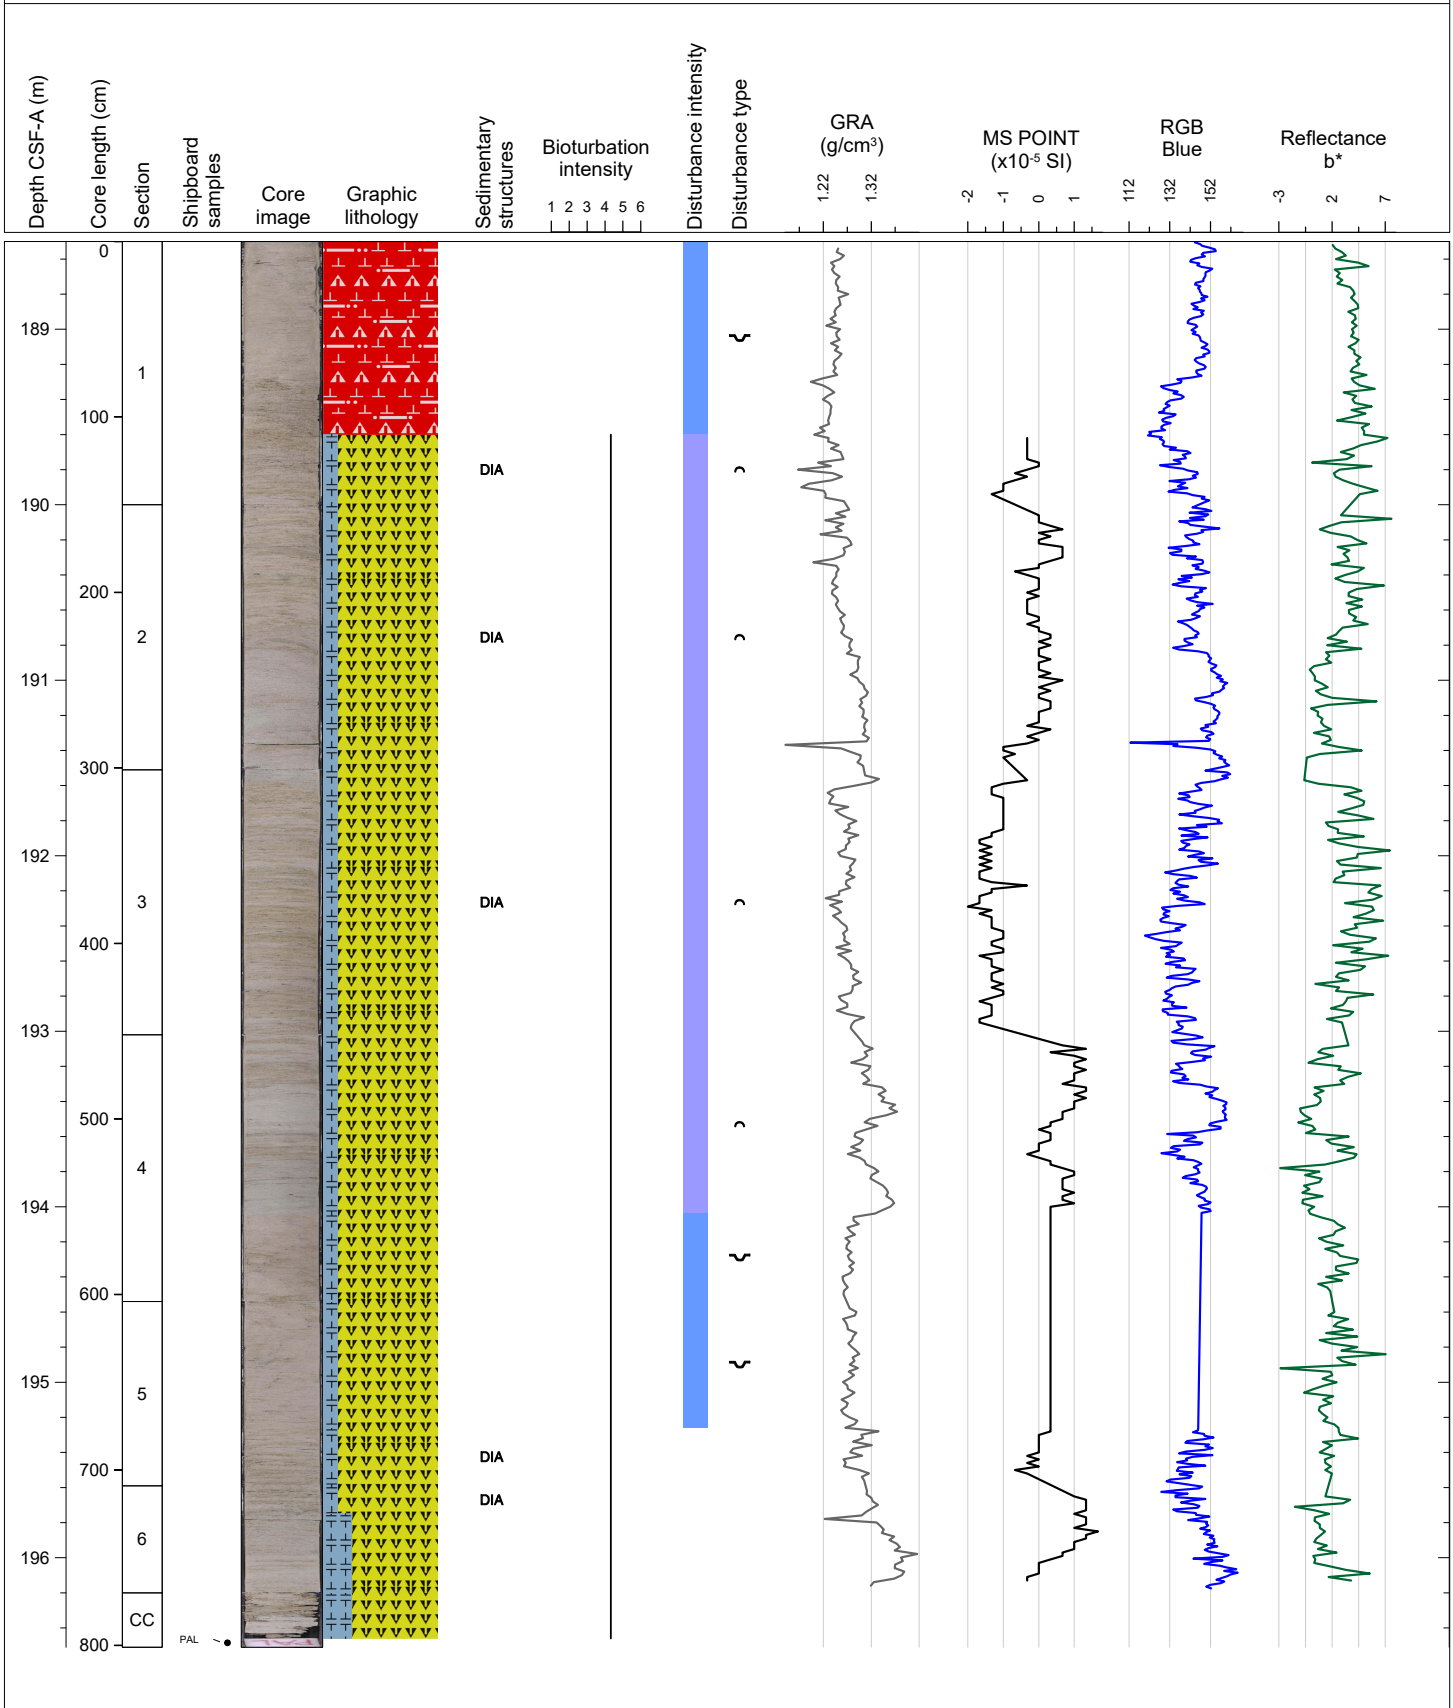 Depth CSF-A (m)
Core length (cm)
Section
Shipboard
samples
Core
image
Graphic
lithology
Sedimentary
structures
Bioturbation
intensity
1 2 3 4 5 6
Disturbance intensity
Disturbance type
GRA
(g/cm³)
1.22 1.32
MS POINT
(x10⁻⁵ SI)
-2 -1 0 1
RGB
Blue
112 132 152
Reflectance
b*
-3 2 7
0
189
1
100
DIA
190
200
2
DIA
191
300
192
3
DIA
400
193
500
4
194
600
195
5
700
DIA
DIA
6
196
CC
800
PAL